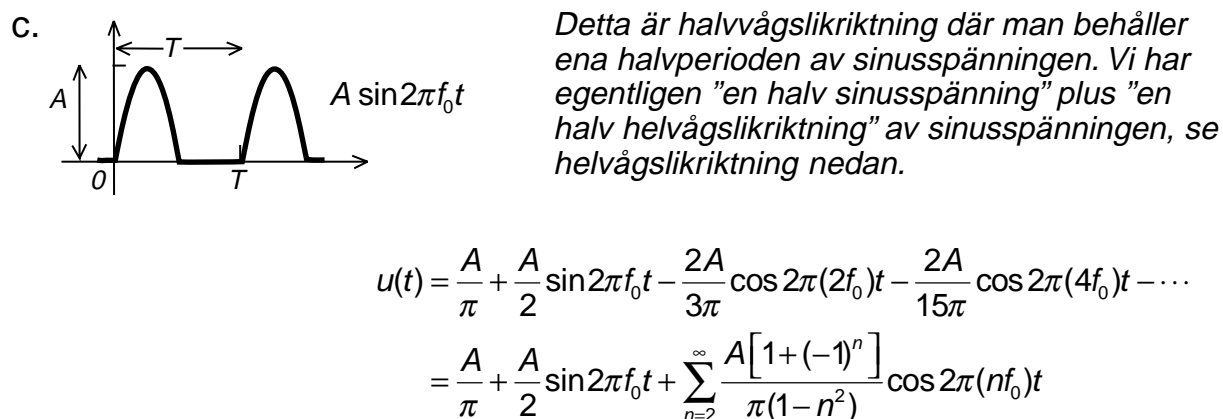 c.
T
A
A sin2πf₀t
0
T
Detta är halvvågslikriktning där man behåller
ena halvperioden av sinusspänningen. Vi har
egentligen ”en halv sinusspänning” plus ”en
halv helvågslikriktning” av sinusspänningen, se
helvågslikriktning nedan.
u(t) = A/π + A/2 sin2πf₀t − 2A/3π cos2π(2f₀)t − 2A/15π cos2π(4f₀)t − ⋯
= A/π + A/2 sin2πf₀t + ∑_{n=2}^{∞} A[1+(−1)ⁿ]/π(1−n²) cos2π(nf₀)t